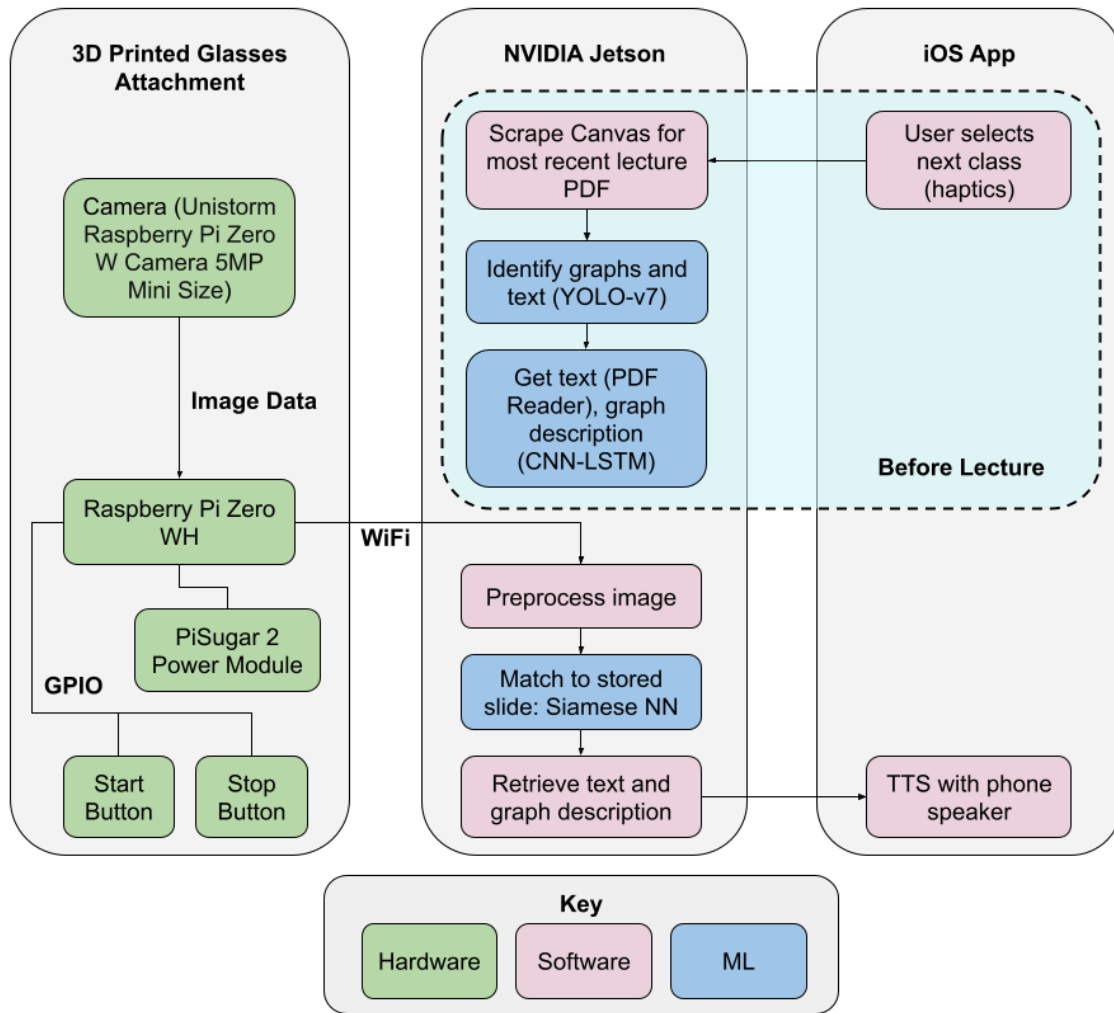 3D Printed Glasses
Attachment
Camera (Unistorm
Raspberry Pi Zero
W Camera 5MP
Mini Size)
Image Data
Raspberry Pi Zero
WH
WiFi
PiSugar 2
Power Module
GPIO
Start
Button
Stop
Button
NVIDIA Jetson
Scrape Canvas for
most recent lecture
PDF
Identify graphs and
text (YOLO-v7)
Get text (PDF
Reader), graph
description
(CNN-LSTM)
Before Lecture
Preprocess image
Match to stored
slide: Siamese NN
Retrieve text and
graph description
iOS App
User selects
next class
(haptics)
TTS with phone
speaker
Key
Hardware
Software
ML